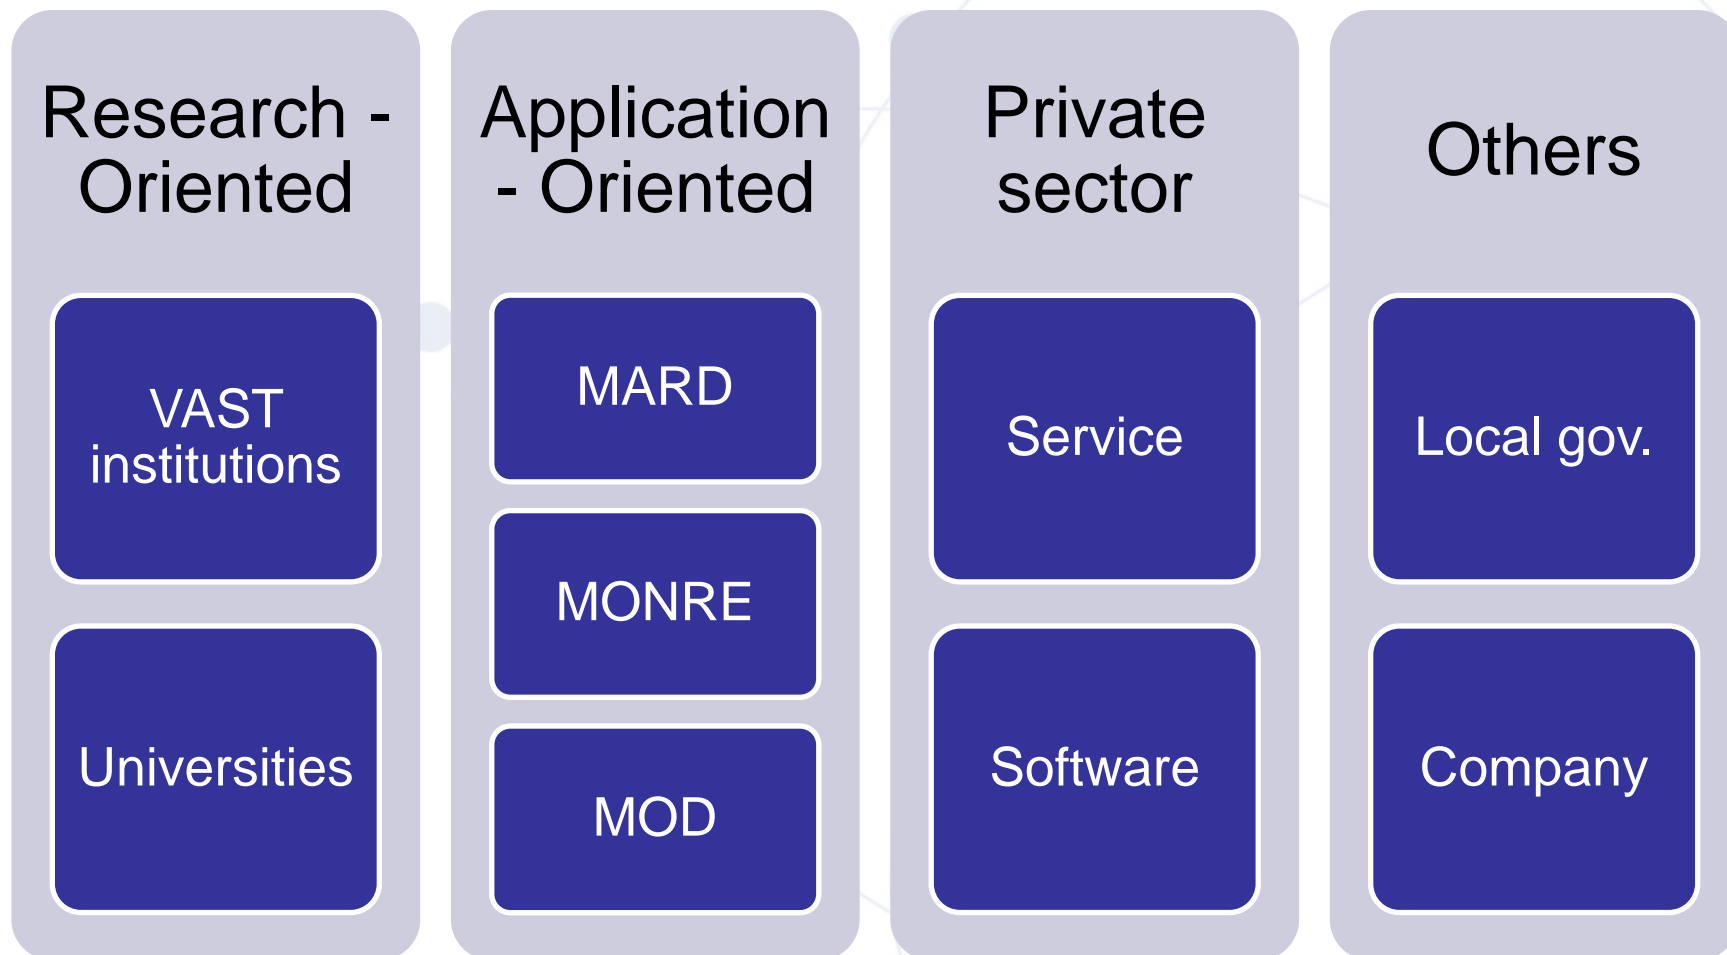 Research -
Oriented
VAST
institutions
Universities
Application
- Oriented
MARD
MONRE
MOD
Private
sector
Service
Software
Others
Local gov.
Company